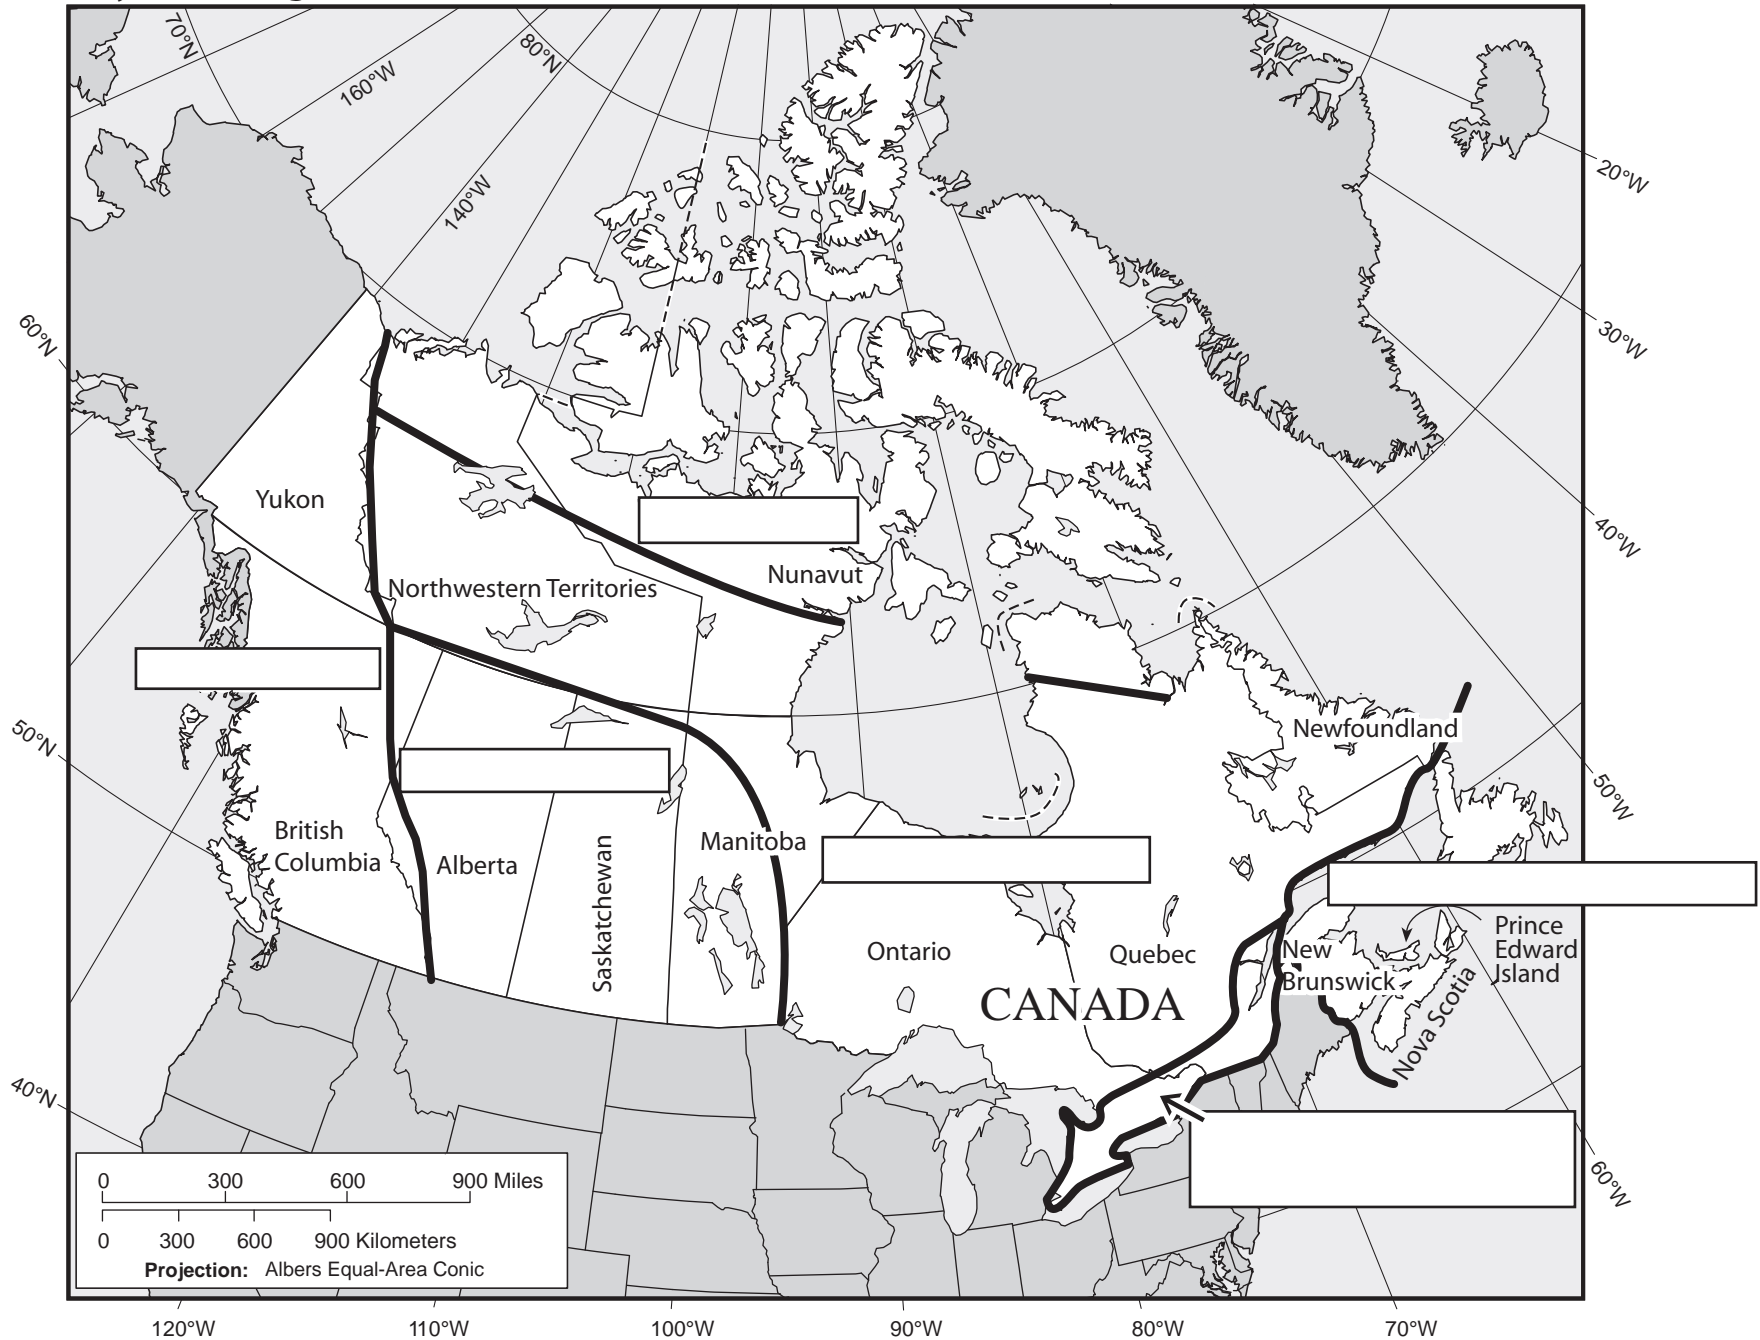 70°N
80°N
160°W
140°W
20°W
30°W
60°N
40°W
Yukon
Nunavut
Northwestern Territories
50°N
Newfoundland
50°W
British
Columbia
Alberta
Saskatchewan
Manitoba
Ontario
Quebec
New
Brunswick
Prince
Edward
Island
Nova Scotia
CANADA
40°N
60°W
0 300 600 900 Miles
0 300 600 900 Kilometers
Projection: Albers Equal-Area Conic
120°W 110°W 100°W 90°W 80°W 70°W